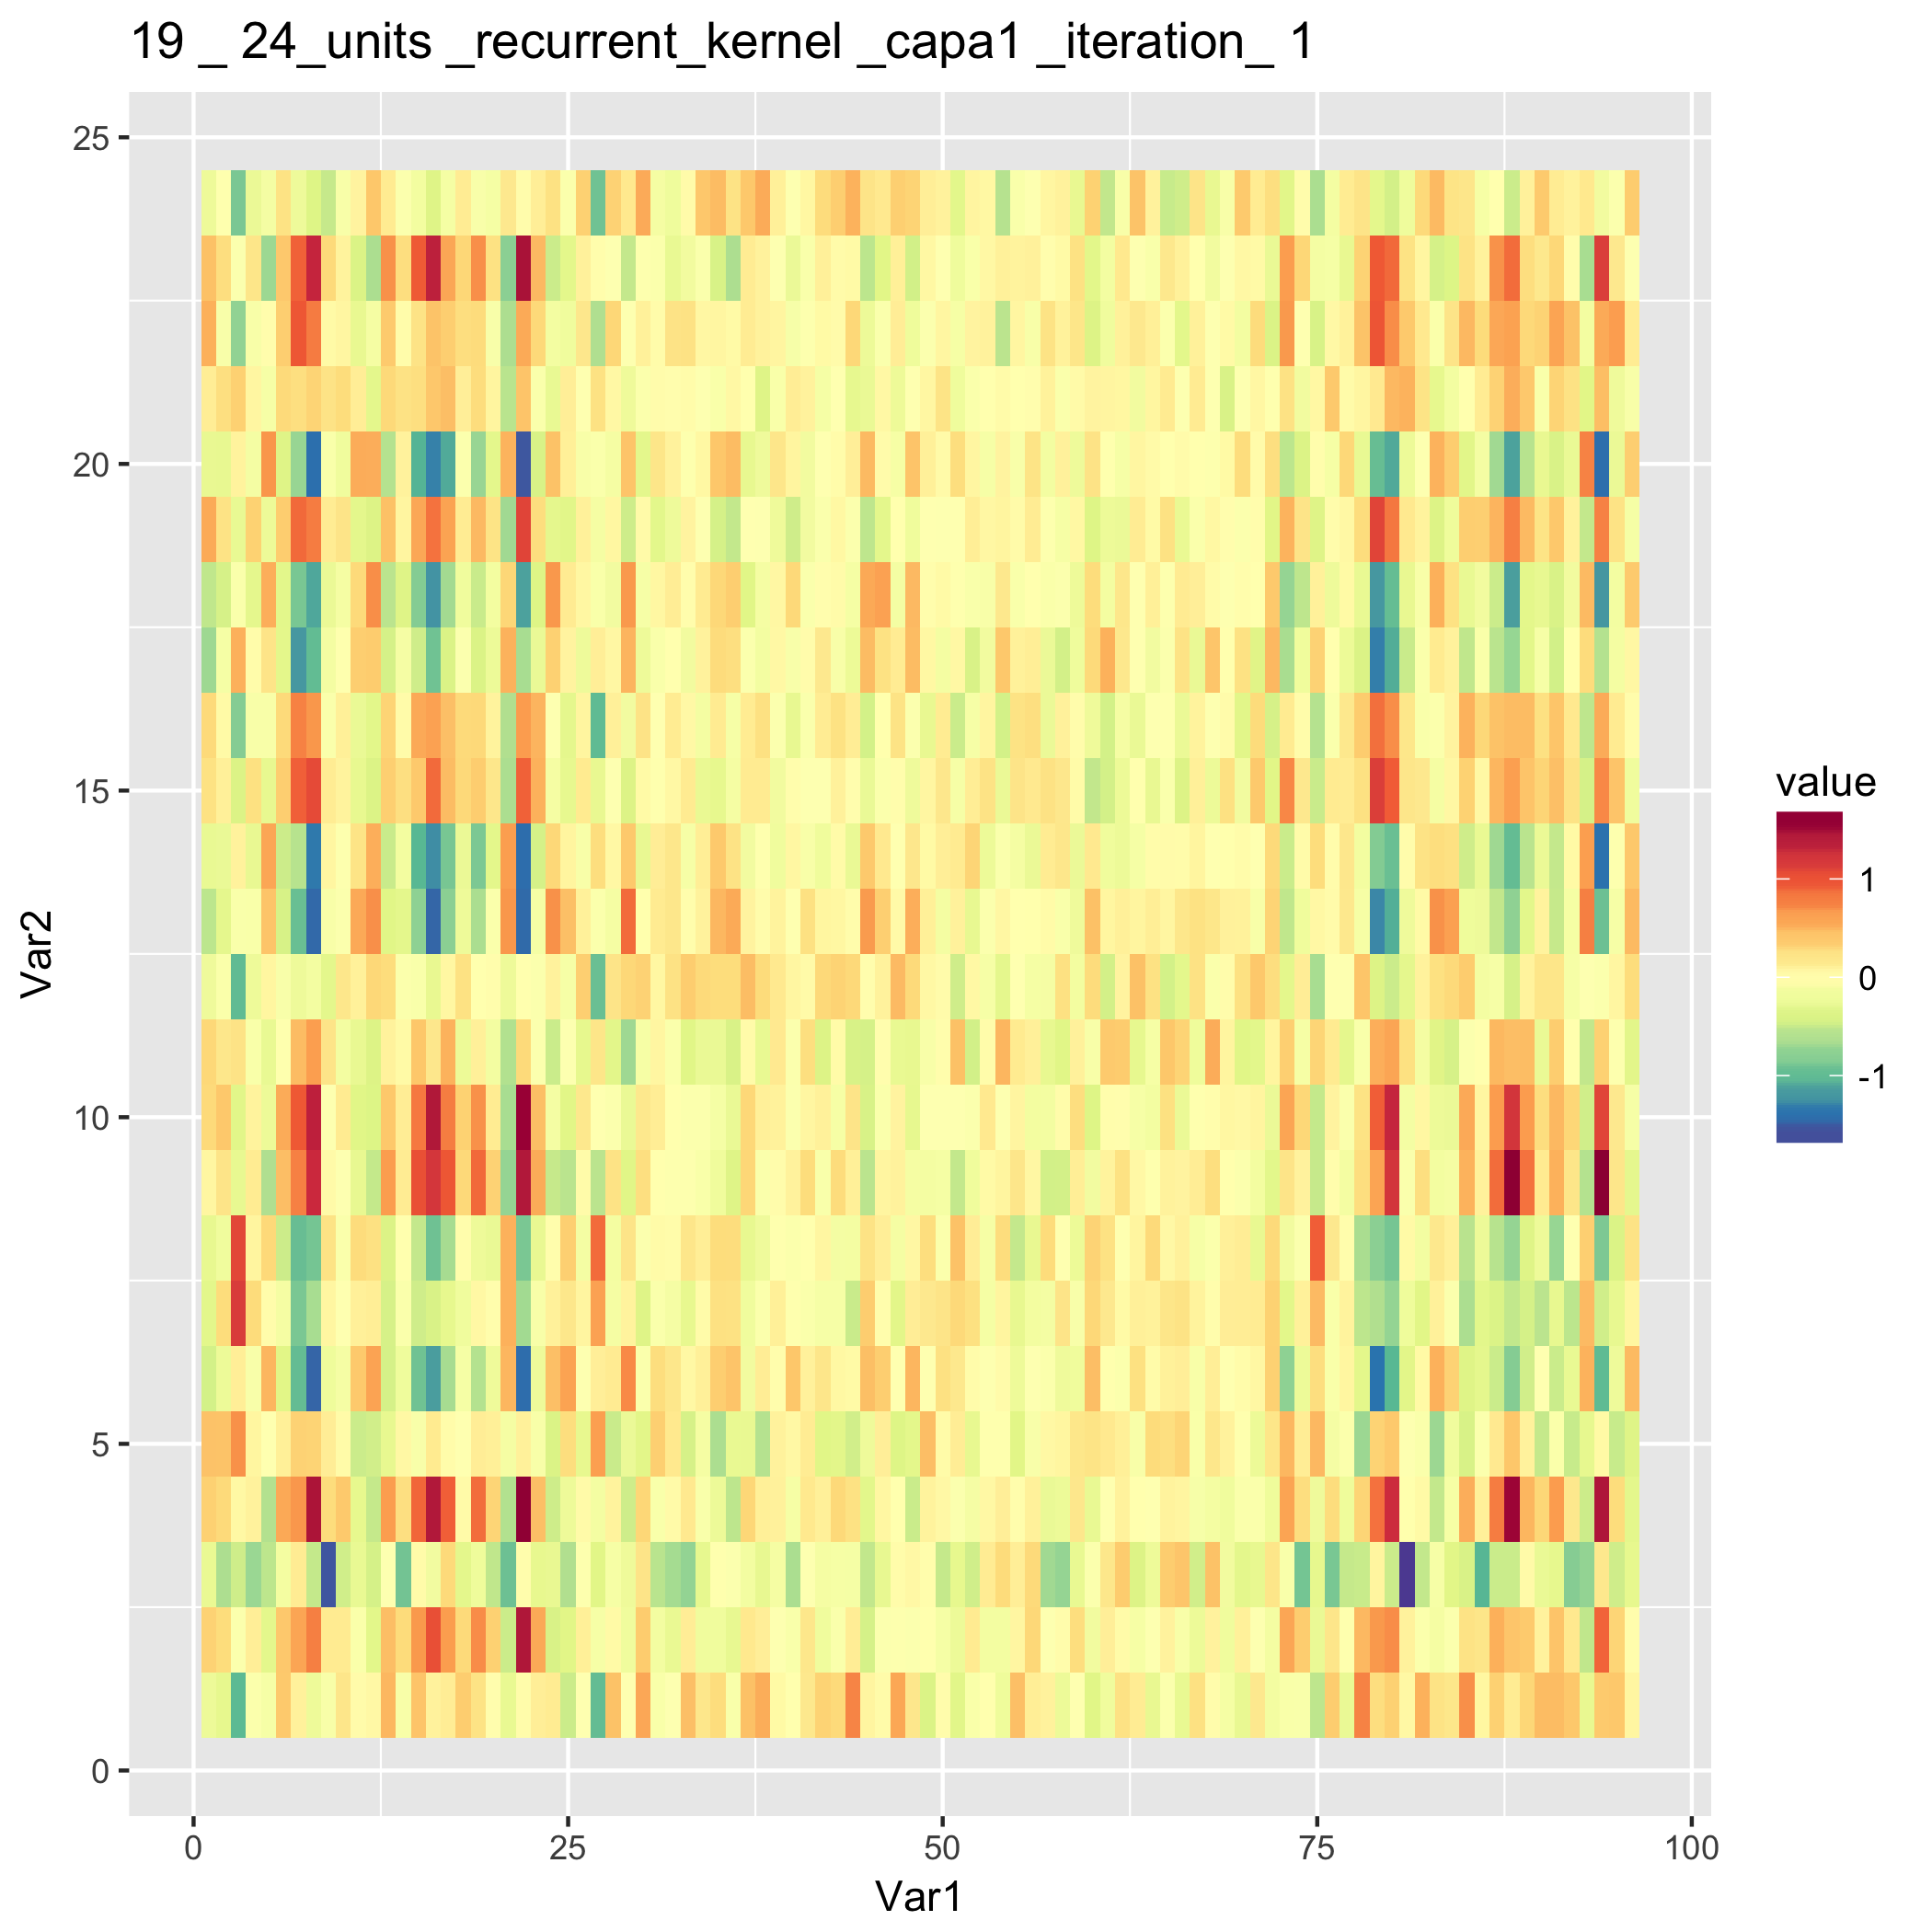 19 _ 24_units _recurrent_kernel _capa1 _iteration_ 1
25
20
15
10
5
0
Var2
0 25 50 75 100
Var1
value
1
0
-1